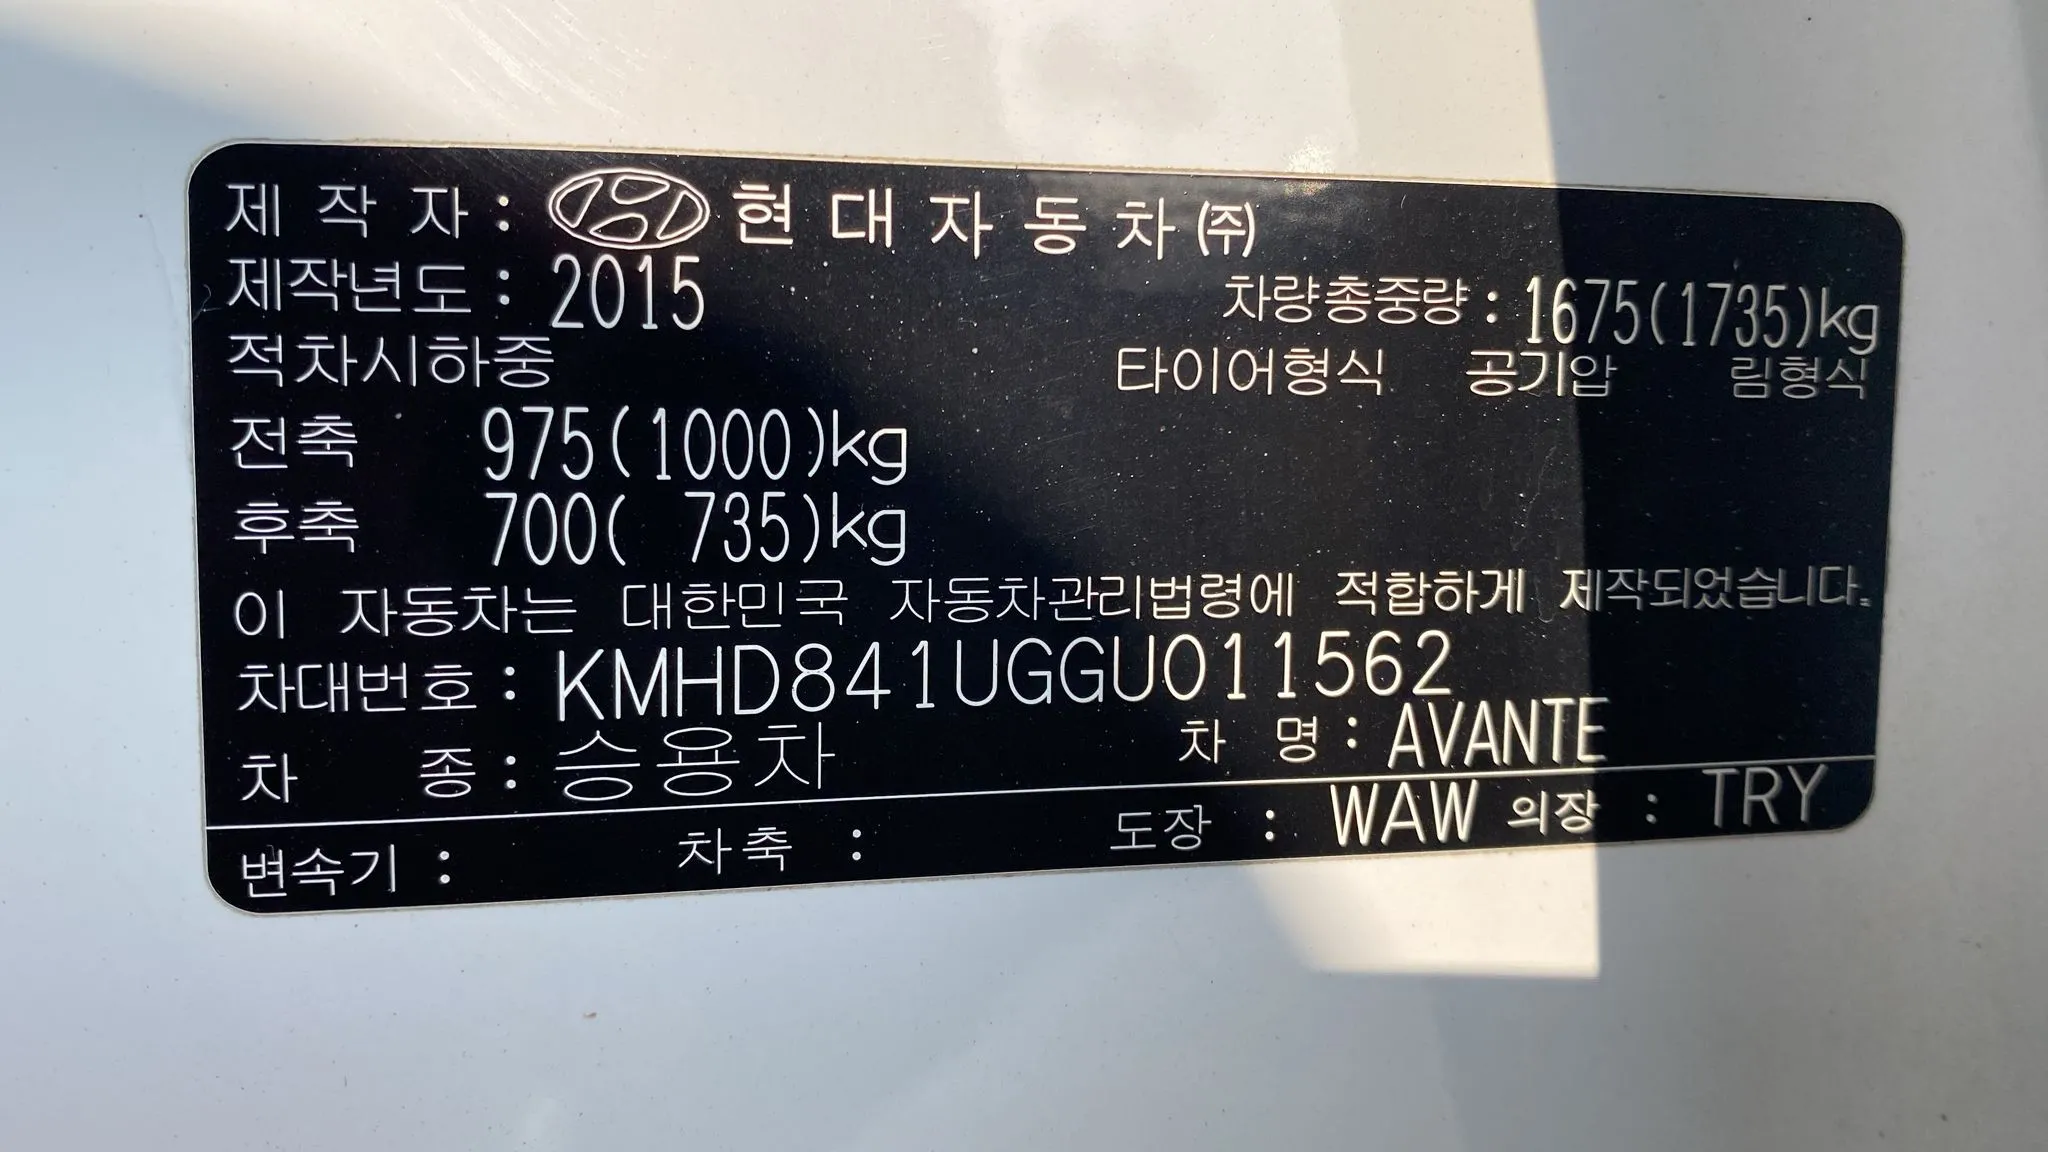 제 작 자 : 현 대 자 동 차 ㈜
제작년도 : 2015 차량총중량 : 1675(1735)kg
적차시하중 타이어형식 공기압 림형식
전축 975(1000)kg
후축 700( 735)kg
이 자동차는 대한민국 자동차관리법령에 적합하게 제작되었습니다.
차대번호 : KMHD841UGGU011562
차 종 : 승용차 차 명 : AVANTE
변속기 : 차축 : 도장 : WAW 의장 : TRY